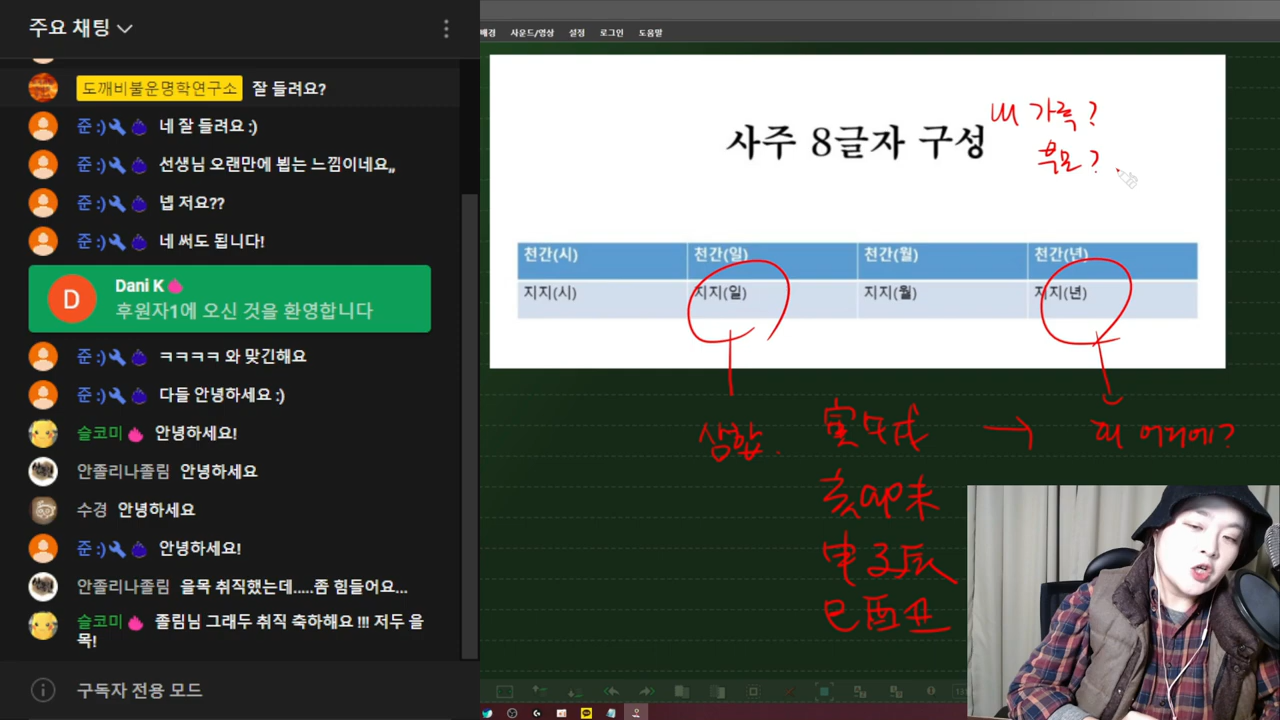 주요 채팅
도깨비불운명학연구소 잘 들려요?
준 :) 네 잘 들려요 :)
준 :) 선생님 오랜만에 뵙는 느낌이네요,,
준 :) 넵 저요??
준 :) 네 써도 됩니다!
D Dani K
후원자1에 오신 것을 환영합니다
준 :) ㅋㅋㅋㅋ 와 맞긴해요
준 :) 다들 안녕하세요 :)
슬코미 안녕하세요!
안졸리나졸림 안녕하세요
수경 안녕하세요
준 :) 안녕하세요!
안졸리나졸림 을목 취직했는데.....좀 힘들어요...
슬코미 졸림님 그래두 취직 축하해요 !!! 저두 을
목!
구독자 전용 모드
배경 사운드/영상 설정 로그인 도움말
내 가족?
사주 8글자 구성
부모?
천간(시) 천간(일) 천간(월) 천간(년)
지지(시) 지지(일) 지지(월) 지지(년)
삼합. 寅午戌 → 띠 어디에?
亥卯未
申子辰
巳酉丑